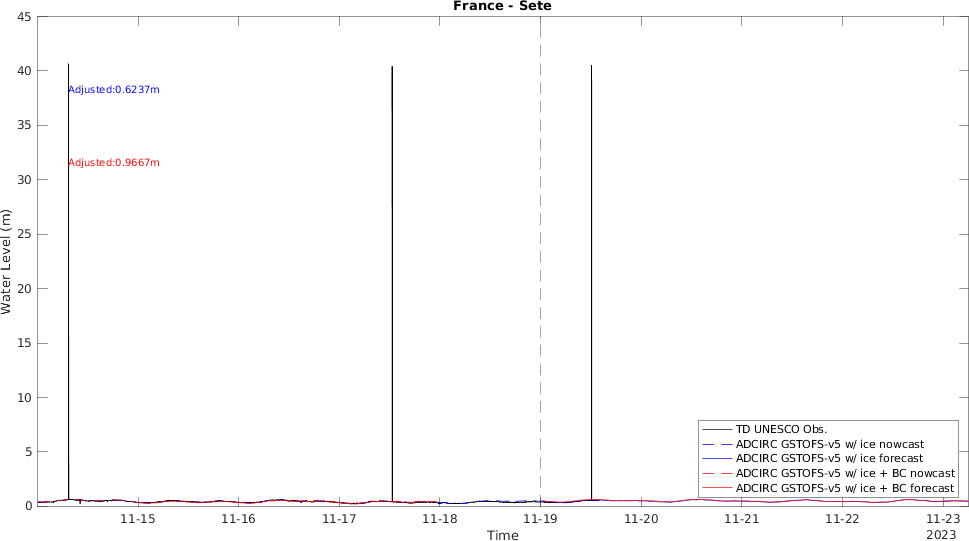 France - Sete
45
40
35
30
25
20
15
10
5
0
Water Level (m)
Adjusted:0.6237m
Adjusted:0.9667m
TD UNESCO Obs.
ADCIRC GSTOFS-v5 w/ ice nowcast
ADCIRC GSTOFS-v5 w/ ice forecast
ADCIRC GSTOFS-v5 w/ ice + BC nowcast
ADCIRC GSTOFS-v5 w/ ice + BC forecast
11-15 11-16 11-17 11-18 11-19 11-20 11-21 11-22 11-23
2023
Time